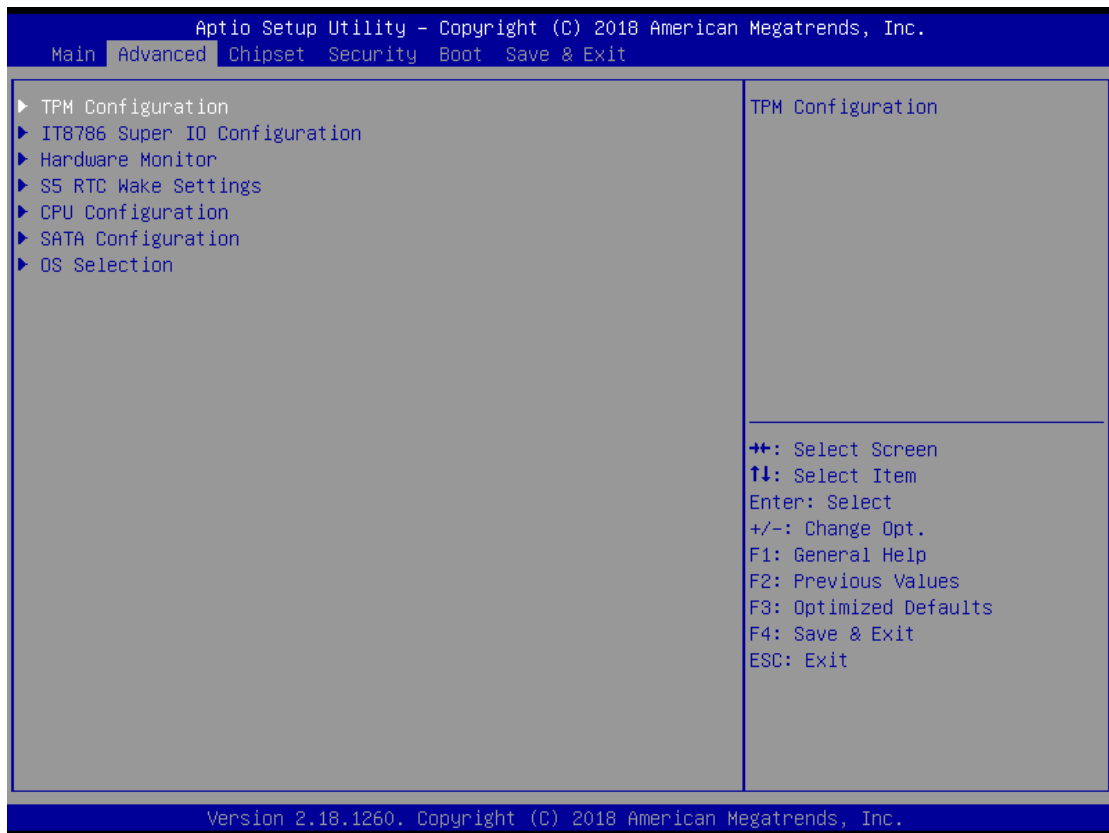 Aptio Setup Utility – Copyright (C) 2018 American Megatrends, Inc.
Main Advanced Chipset Security Boot Save & Exit
▶ TPM Configuration
▶ IT8786 Super IO Configuration
▶ Hardware Monitor
▶ S5 RTC Wake Settings
▶ CPU Configuration
▶ SATA Configuration
▶ OS Selection
TPM Configuration
→←: Select Screen
↑↓: Select Item
Enter: Select
+/-: Change Opt.
F1: General Help
F2: Previous Values
F3: Optimized Defaults
F4: Save & Exit
ESC: Exit
Version 2.18.1260. Copyright (C) 2018 American Megatrends, Inc.